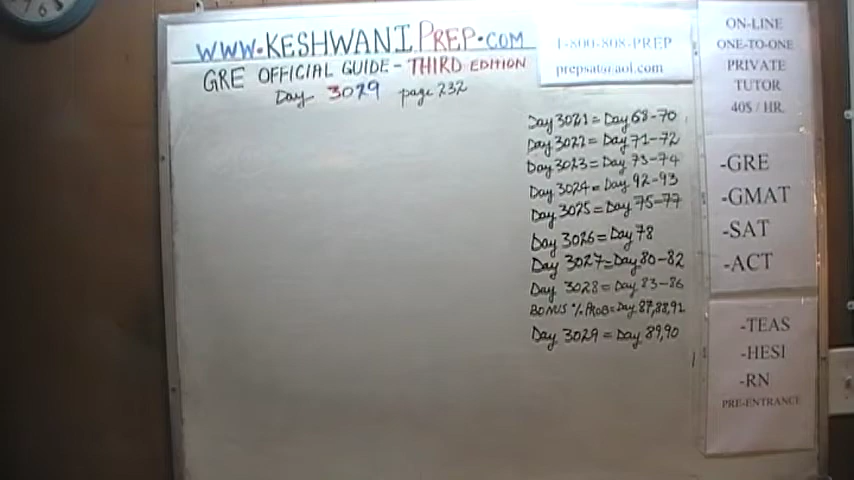 WWW.KESHWANIPREP.COM
GRE OFFICIAL GUIDE - THIRD EDITION
Day 3029 page 232
1-800-808-PREP
prepsat@aol.com
Day 3021 = Day 68-70
Day 3022 = Day 71-72
Day 3023 = Day 73-74
Day 3024 = Day 92-93
Day 3025 = Day 75-77
Day 3026 = Day 78
Day 3027 = Day 80-82
Day 3028 = Day 83-86
BONUS % PROB = Day 87,88,91
Day 3029 = Day 89,90
ON-LINE
ONE-TO-ONE
PRIVATE
TUTOR
40$ / HR.
-GRE
-GMAT
-SAT
-ACT
-TEAS
-HESI
-RN
PRE-ENTRANCE